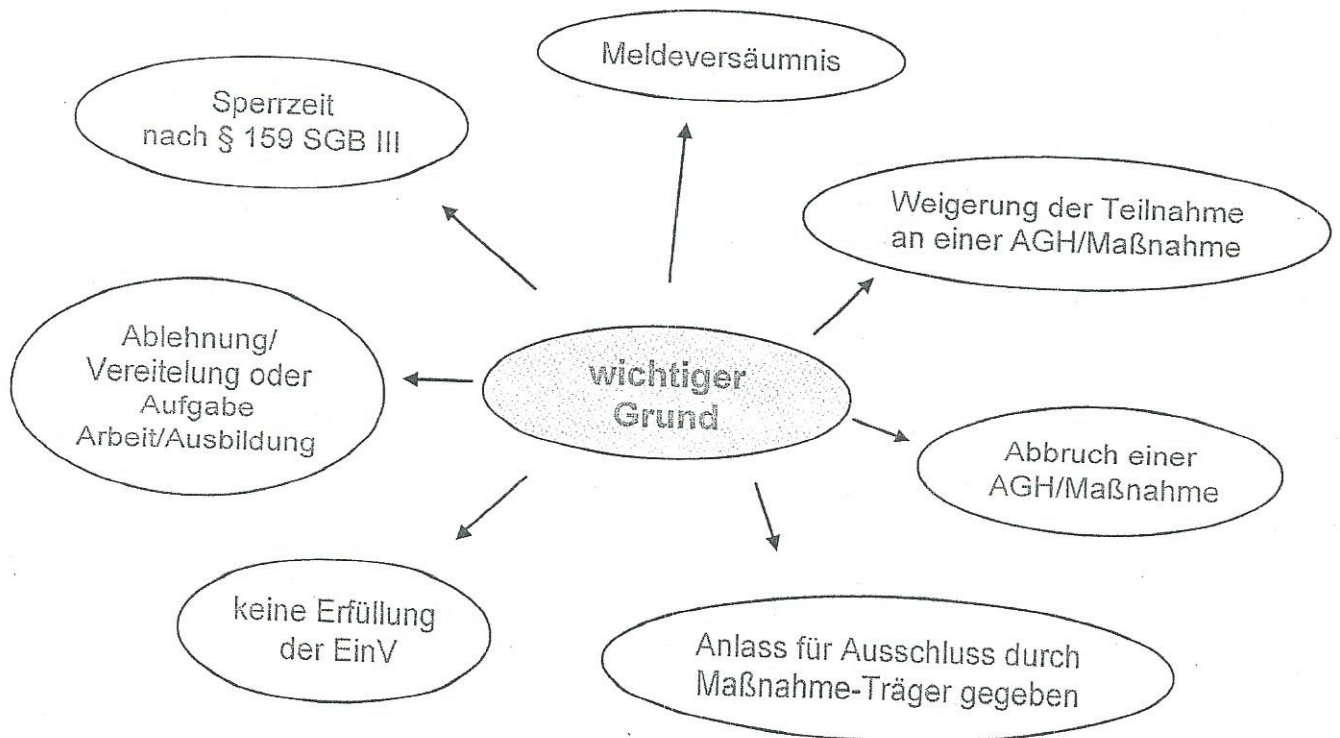 Meldeversäumnis
Sperrzeit
nach § 159 SGB III
Weigerung der Teilnahme
an einer AGH/Maßnahme
Ablehnung/
Vereitelung oder
Aufgabe
Arbeit/Ausbildung
wichtiger
Grund
Abbruch einer
AGH/Maßnahme
keine Erfüllung
der EinV
Anlass für Ausschluss durch
Maßnahme-Träger gegeben